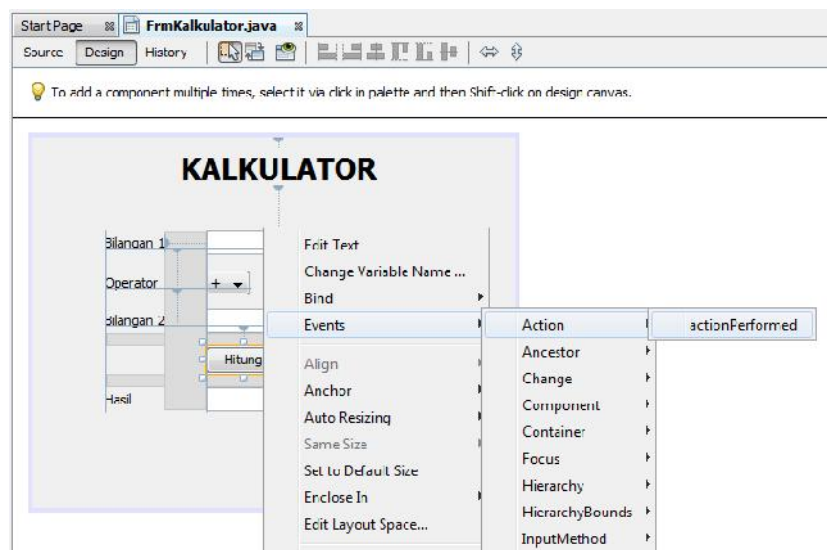 Start Page FrmKalkulator.java
Source Design History
To add a component multiple times, select it via click in palette and then Shift-click on design canvas.
KALKULATOR
Bilangan 1
Operator
+
Bilangan 2
Hitung
Hasil
Edit Text
Change Variable Name ...
Bind
Events
Align
Anchor
Auto Resizing
Same Size
Set to Default Size
Enclose In
Edit Layout Space...
Action
Ancestor
Change
Component
Container
Focus
Hierarchy
HierarchyBounds
InputMethod
actionPerformed